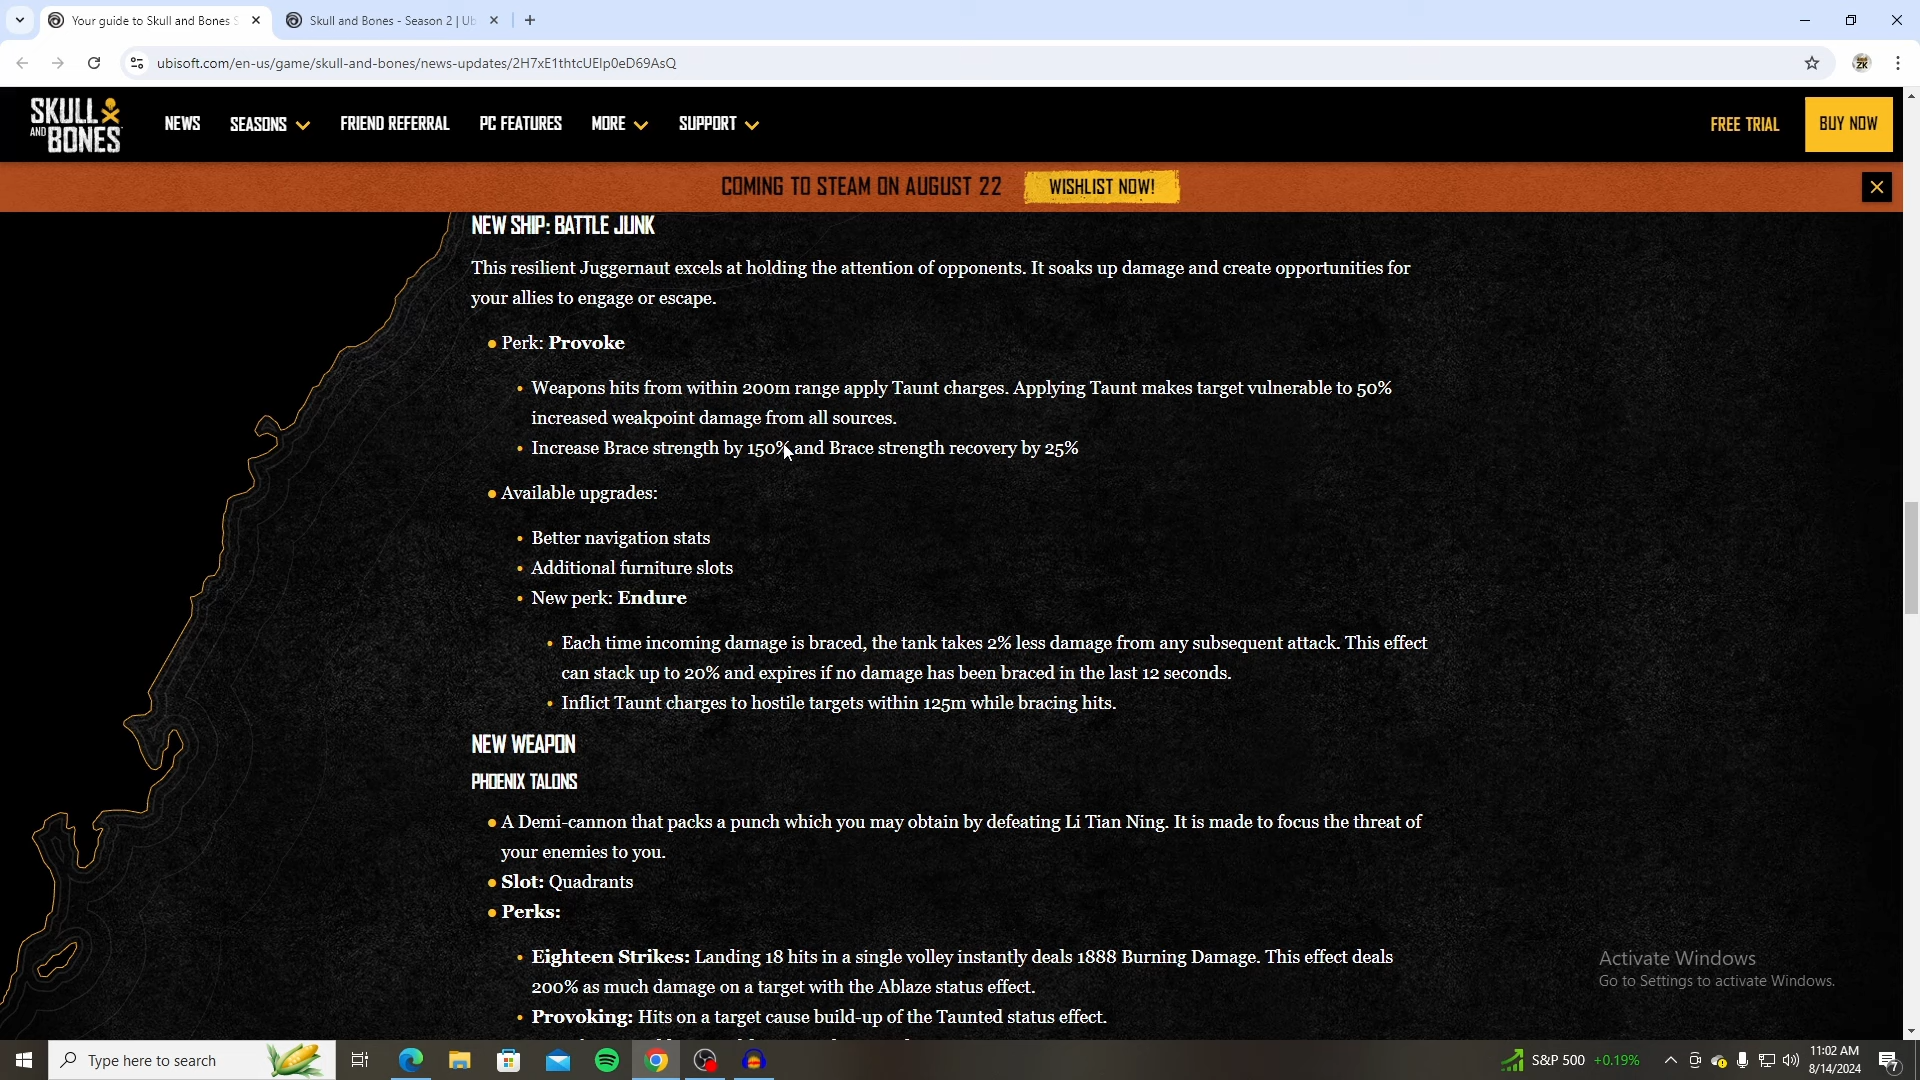 Your guide to Skull and Bones S
Skull and Bones - Season 2 | Ub
ubisoft.com/en-us/game/skull-and-bones/news-updates/2H7xE1thtcUElp0eD69AsQ
SKULL AND BONES
NEWS
SEASONS
FRIEND REFERRAL
PC FEATURES
MORE
SUPPORT
FREE TRIAL
BUY NOW
COMING TO STEAM ON AUGUST 22
WISHLIST NOW!
NEW SHIP: BATTLE JUNK
This resilient Juggernaut excels at holding the attention of opponents. It soaks up damage and create opportunities for
your allies to engage or escape.
Perk: Provoke
Weapons hits from within 200m range apply Taunt charges. Applying Taunt makes target vulnerable to 50%
increased weakpoint damage from all sources.
Increase Brace strength by 150% and Brace strength recovery by 25%
Available upgrades:
Better navigation stats
Additional furniture slots
New perk: Endure
Each time incoming damage is braced, the tank takes 2% less damage from any subsequent attack. This effect
can stack up to 20% and expires if no damage has been braced in the last 12 seconds.
Inflict Taunt charges to hostile targets within 125m while bracing hits.
NEW WEAPON
PHOENIX TALONS
A Demi-cannon that packs a punch which you may obtain by defeating Li Tian Ning. It is made to focus the threat of
your enemies to you.
Slot: Quadrants
Perks:
Eighteen Strikes: Landing 18 hits in a single volley instantly deals 1888 Burning Damage. This effect deals
200% as much damage on a target with the Ablaze status effect.
Provoking: Hits on a target cause build-up of the Taunted status effect.
Activate Windows
Go to Settings to activate Windows.
Type here to search
S&P 500 +0.19%
11:02 AM
8/14/2024
7